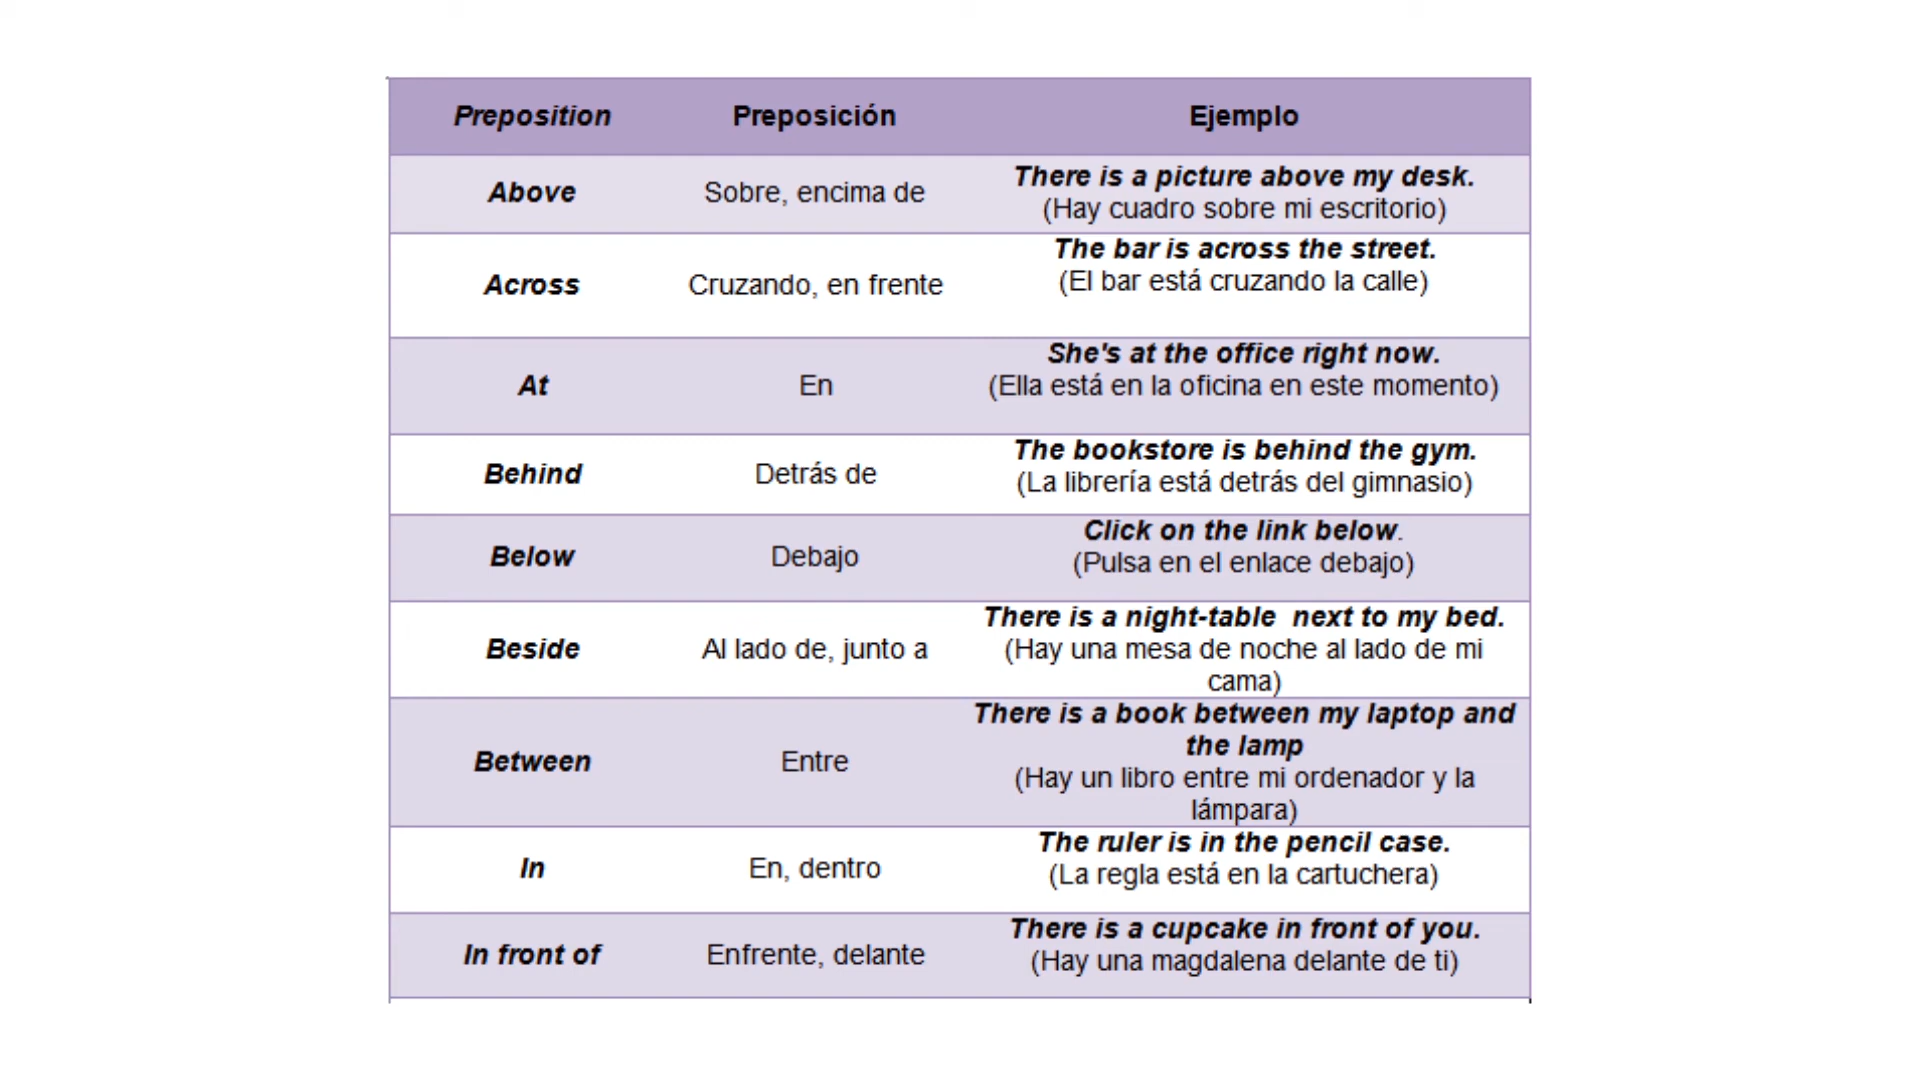 Preposition Preposición Ejemplo
Above Sobre, encima de There is a picture above my desk.
(Hay cuadro sobre mi escritorio)
Across Cruzando, en frente The bar is across the street.
(El bar está cruzando la calle)
At En She's at the office right now.
(Ella está en la oficina en este momento)
Behind Detrás de The bookstore is behind the gym.
(La librería está detrás del gimnasio)
Below Debajo Click on the link below.
(Pulsa en el enlace debajo)
Beside Al lado de, junto a There is a night-table  next to my bed.
(Hay una mesa de noche al lado de mi
cama)
Between Entre There is a book between my laptop and
the lamp
(Hay un libro entre mi ordenador y la
lámpara)
In En, dentro The ruler is in the pencil case.
(La regla está en la cartuchera)
In front of Enfrente, delante There is a cupcake in front of you.
(Hay una magdalena delante de ti)